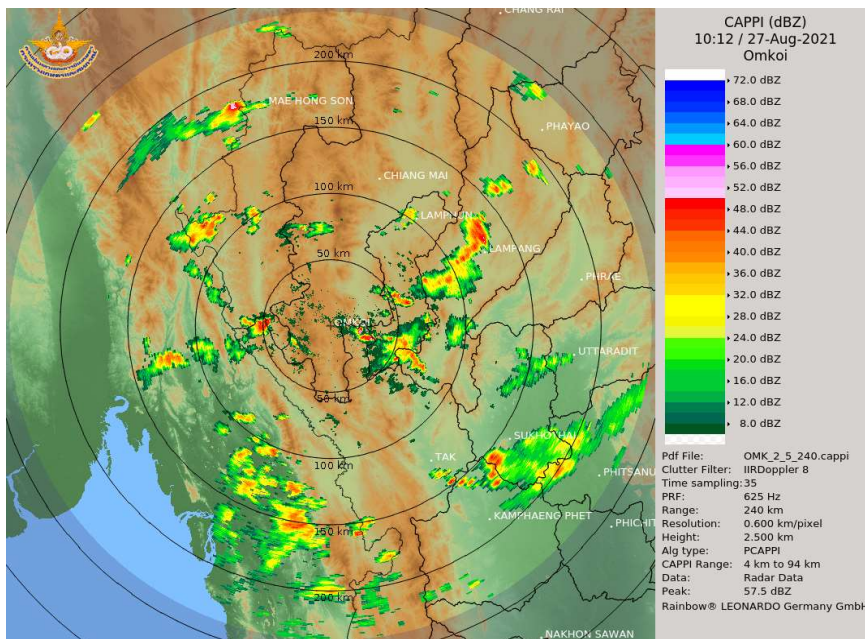 CAPPI (dBZ)
10:12 / 27-Aug-2021
Omkoi
72.0 dBZ
68.0 dBZ
64.0 dBZ
60.0 dBZ
56.0 dBZ
52.0 dBZ
48.0 dBZ
44.0 dBZ
40.0 dBZ
36.0 dBZ
32.0 dBZ
28.0 dBZ
24.0 dBZ
20.0 dBZ
16.0 dBZ
12.0 dBZ
8.0 dBZ
Pdf File: OMK_2_5_240.cappi
Clutter Filter: IIRDoppler 8
Time sampling: 35
PRF: 625 Hz
Range: 240 km
Resolution: 0.600 km/pixel
Height: 2.500 km
Alg type: PCAPPI
CAPPI Range: 4 km to 94 km
Data: Radar Data
Peak: 57.5 dBZ
Rainbow® LEONARDO Germany GmbH
CHANG RAI
200 km
MAE HONG SON
150 km
PHAYAO
CHIANG MAI
100 km
LAMPHUN
LAMPANG
50 km
PHRAE
OMKOI
UTTARADIT
50 km
SUKHOTHAI
TAK
100 km
PHITSANU
KAMPHAENG PHET
PHICHIT
150 km
200 km
NAKHON SAWAN